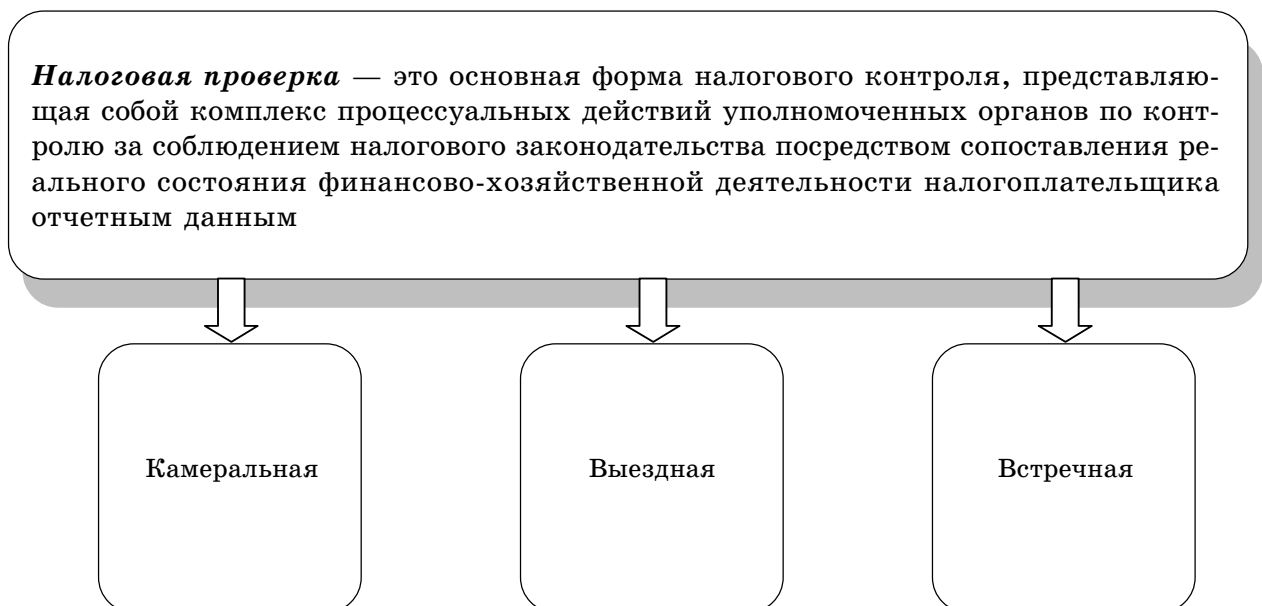 Налоговая проверка — это основная форма налогового контроля, представляю-
щая собой комплекс процессуальных действий уполномоченных органов по конт-
ролю за соблюдением налогового законодательства посредством сопоставления ре-
ального состояния финансово-хозяйственной деятельности налогоплательщика
отчетным данным
Камеральная
Выездная
Встречная